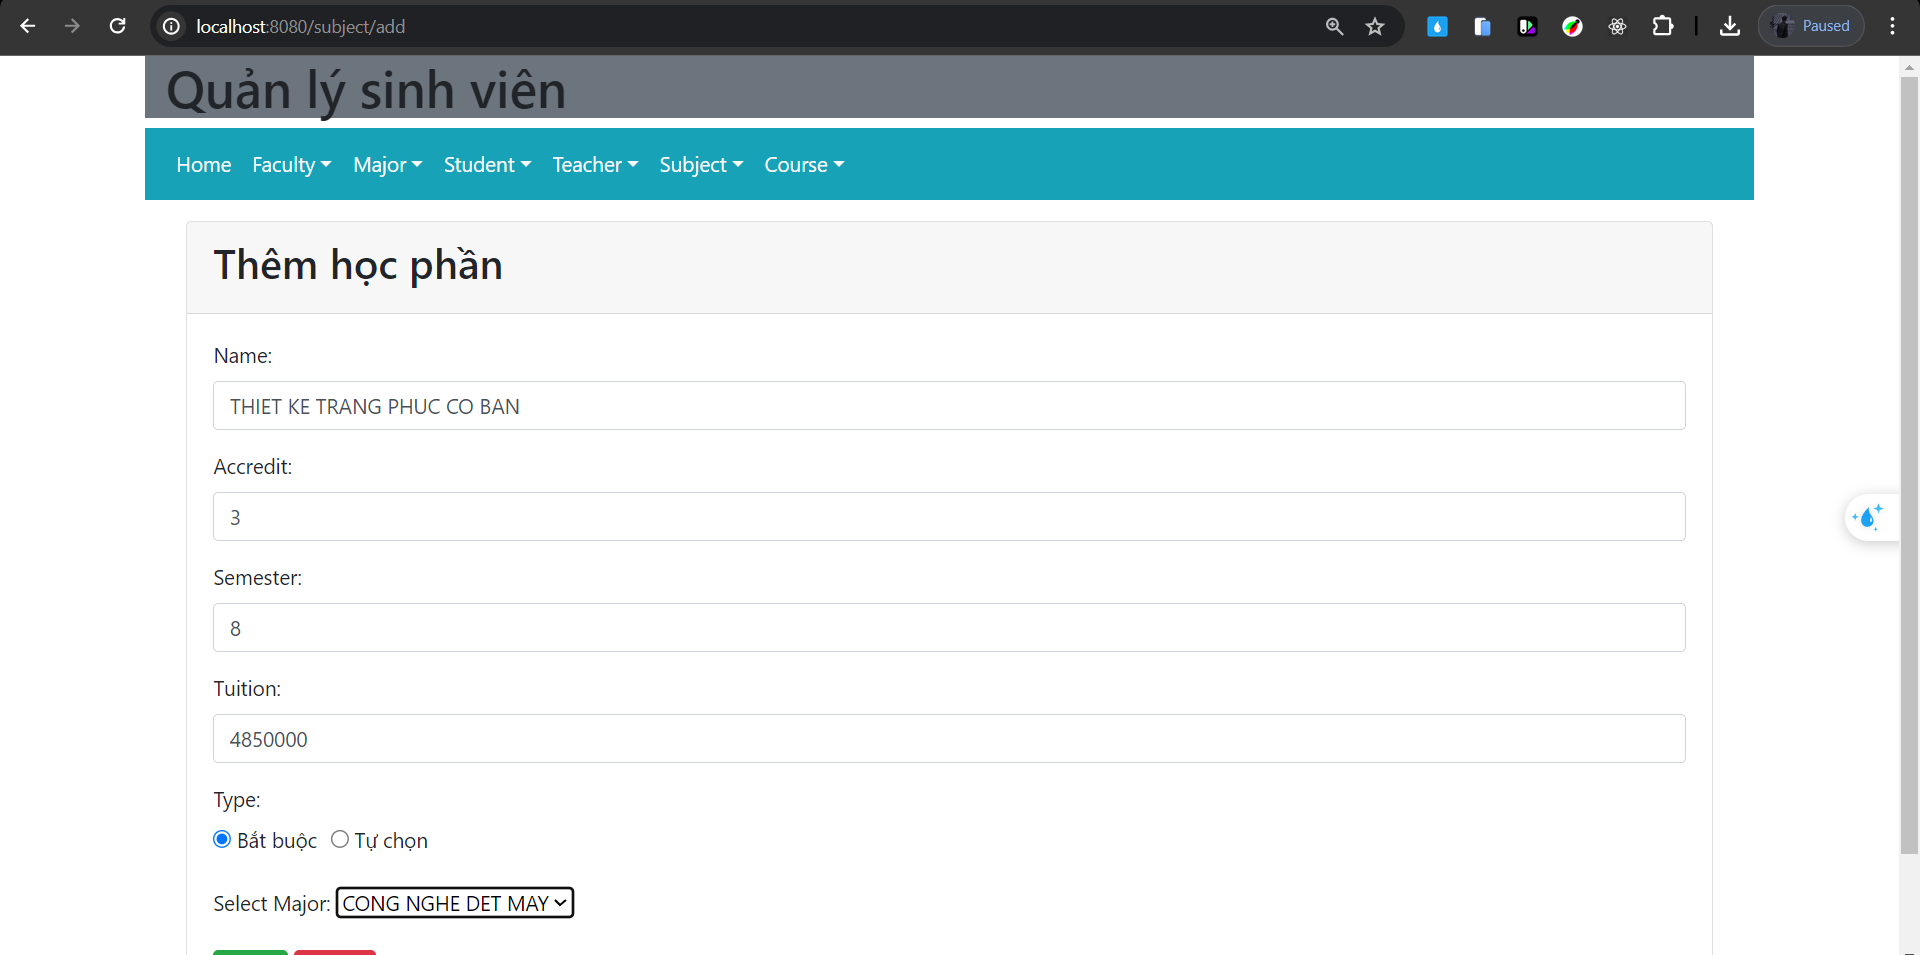 localhost:8080/subject/add
Paused
Quản lý sinh viên
Home Faculty Major Student Teacher Subject Course
Thêm học phần
Name:
THIET KE TRANG PHUC CO BAN
Accredit:
3
Semester:
8
Tuition:
4850000
Type:
Bắt buộc Tự chọn
Select Major: CONG NGHE DET MAY